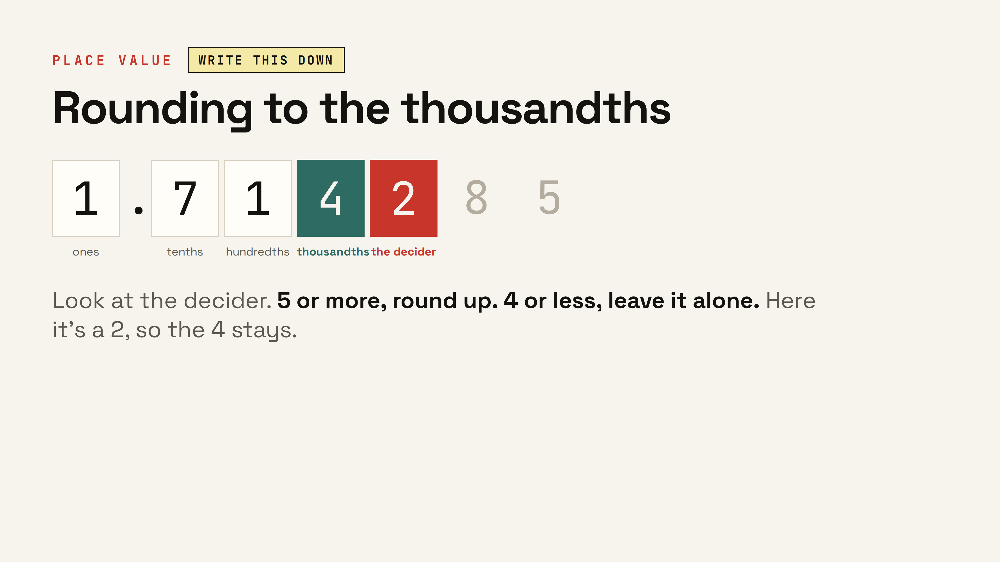 PLACE VALUE WRITE THIS DOWN
Rounding to the thousandths
1 . 7 1 4 2 8 5
ones tenths hundredths thousandths the decider
Look at the decider. 5 or more, round up. 4 or less, leave it alone. Here
it’s a 2, so the 4 stays.